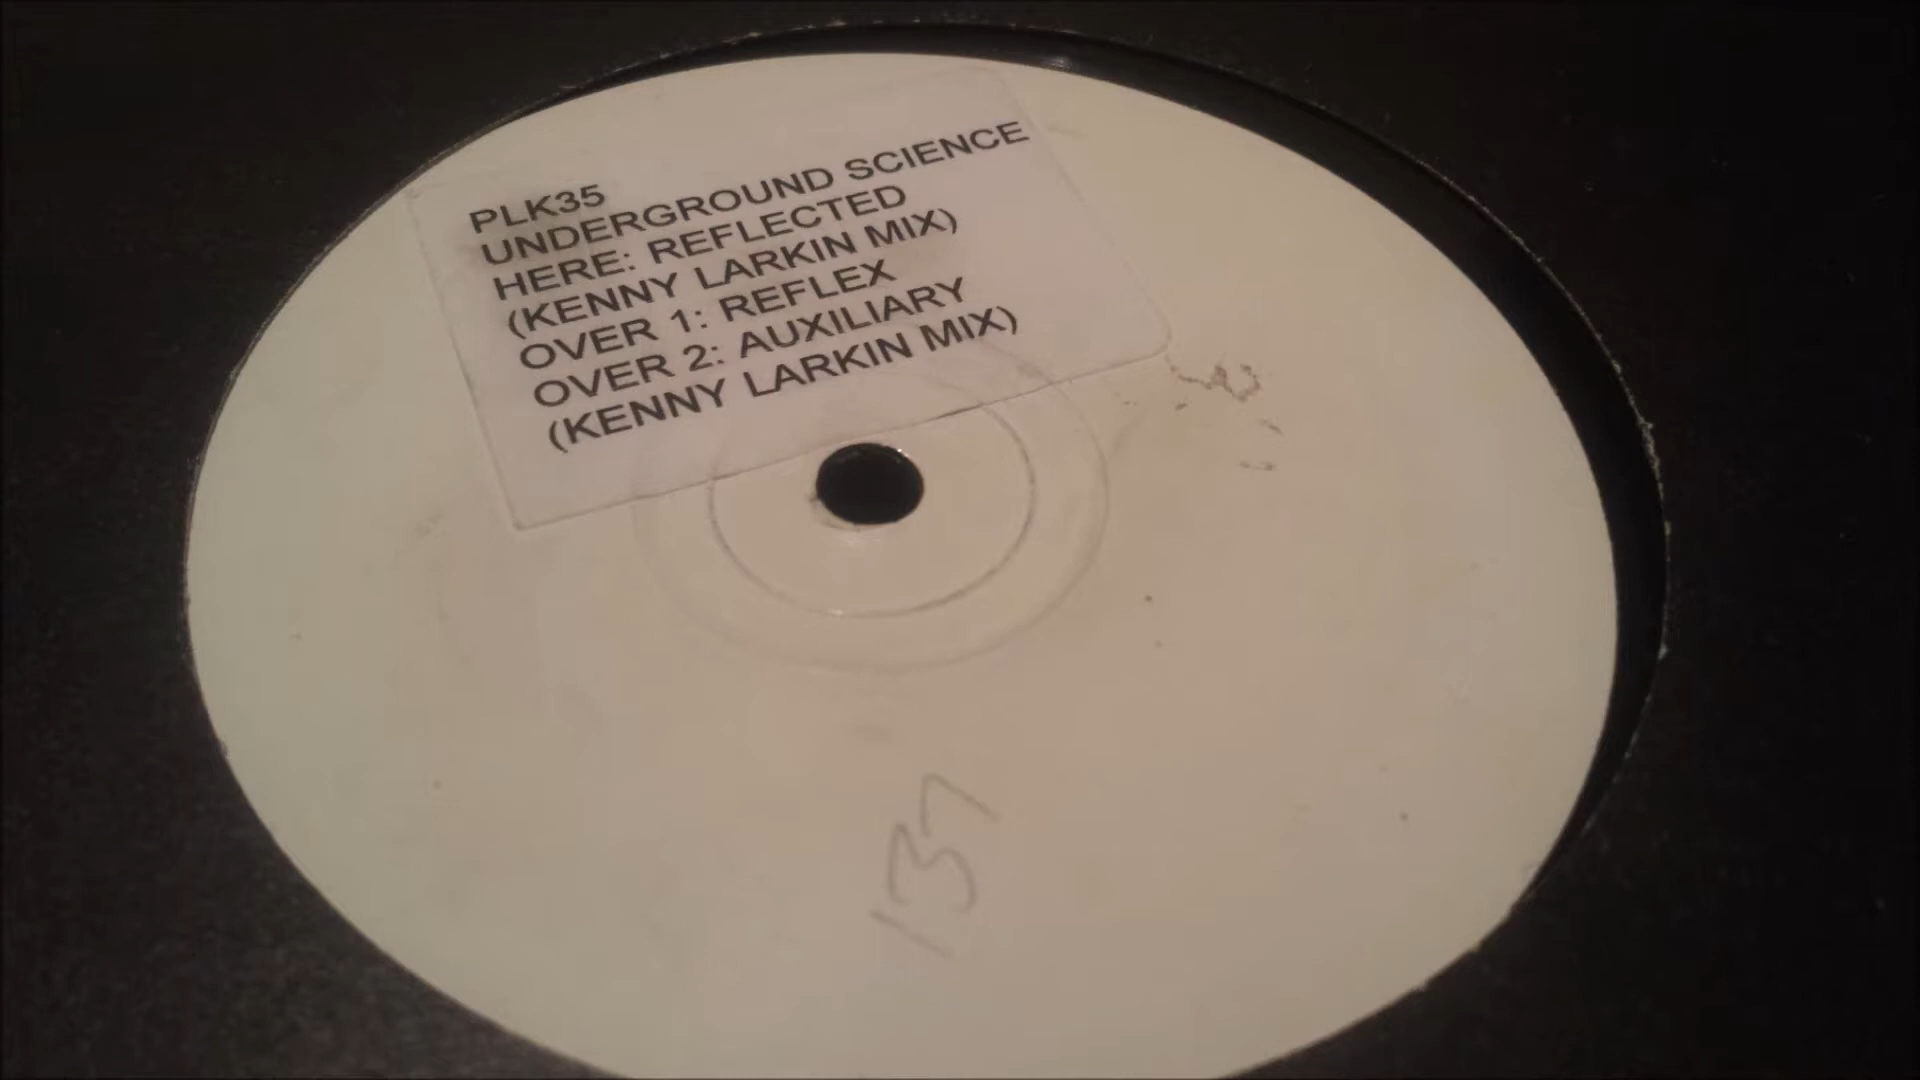 PLK35
UNDERGROUND SCIENCE
HERE: REFLECTED
(KENNY LARKIN MIX)
OVER 1: REFLEX
OVER 2: AUXILIARY
(KENNY LARKIN MIX)
137